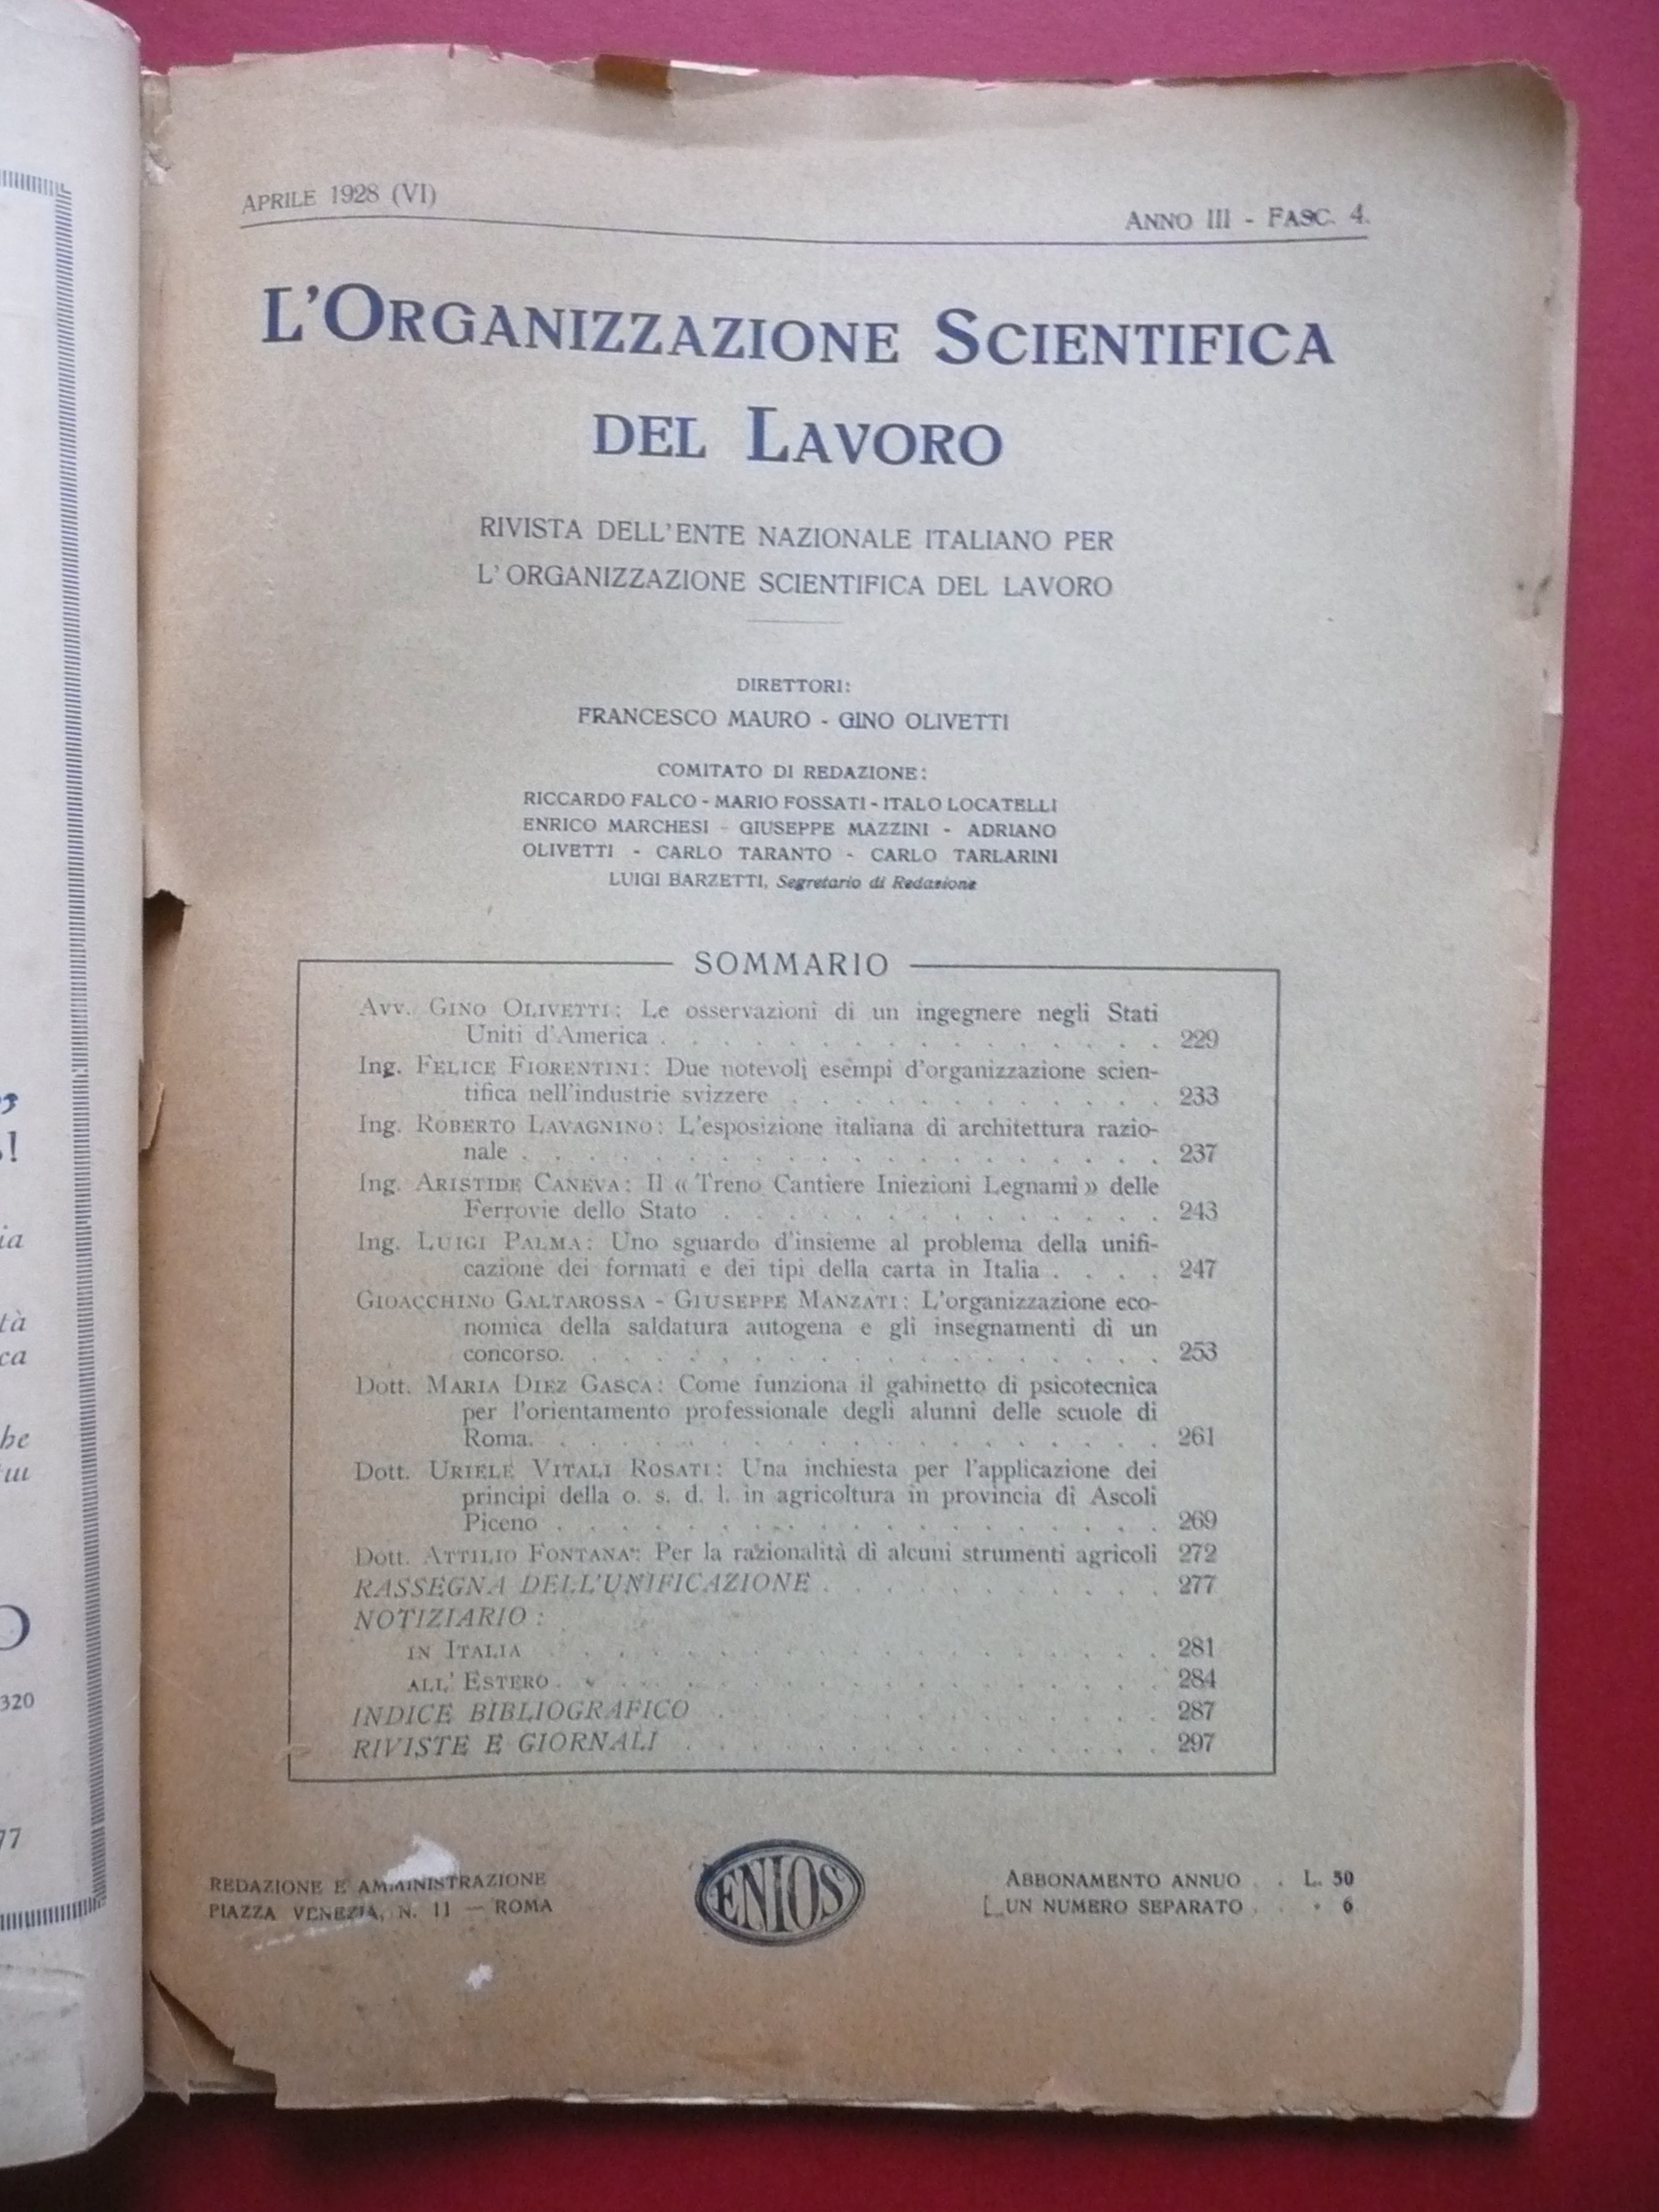 APRILE 1928 (VI)
ANNO III - FASC. 4.
L'ORGANIZZAZIONE SCIENTIFICA
DEL LAVORO
RIVISTA DELL'ENTE NAZIONALE ITALIANO PER
L'ORGANIZZAZIONE SCIENTIFICA DEL LAVORO
DIRETTORI:
FRANCESCO MAURO - GINO OLIVETTI
COMITATO DI REDAZIONE:
RICCARDO FALCO - MARIO FOSSATI - ITALO LOCATELLI
ENRICO MARCHESI - GIUSEPPE MAZZINI - ADRIANO
OLIVETTI - CARLO TARANTO - CARLO TARLARINI
LUIGI BARZETTI, Segretario di Redazione
SOMMARIO
Avv. GINO OLIVETTI: Le osservazioni di un ingegnere negli Stati
Uniti d'America . . . . . . . . . . . . . . . . 229
Ing. FELICE FIORENTINI: Due notevoli esempi d'organizzazione scien-
tifica nell'industrie svizzere . . . . . . . . . . . . 233
Ing. ROBERTO LAVAGNINO: L'esposizione italiana di architettura razio-
nale . . . . . . . . . . . . . . . . . . . . 237
Ing. ARISTIDE CANEVA: Il « Treno Cantiere Iniezioni Legnami » delle
Ferrovie dello Stato . . . . . . . . . . . . . . 243
Ing. LUIGI PALMA: Uno sguardo d'insieme al problema della unifi-
cazione dei formati e dei tipi della carta in Italia . . . . 247
GIOACCHINO GALTAROSSA - GIUSEPPE MANZATI: L'organizzazione eco-
nomica della saldatura autogena e gli insegnamenti di un
concorso. . . . . . . . . . . . . . . . . . . 253
Dott. MARIA DIEZ GASCA: Come funziona il gabinetto di psicotecnica
per l'orientamento professionale degli alunni delle scuole di
Roma. . . . . . . . . . . . . . . . . . . . 261
Dott. URIELE VITALI ROSATI: Una inchiesta per l'applicazione dei
principi della o. s. d. l. in agricoltura in provincia di Ascoli
Piceno . . . . . . . . . . . . . . . . . . . 269
Dott. ATTILIO FONTANA: Per la razionalità di alcuni strumenti agricoli 272
RASSEGNA DELL'UNIFICAZIONE . . . . . . . . . . . 277
NOTIZIARIO :
IN ITALIA . . . . . . . . . . . . . . . . . . . 281
ALL' ESTERO . . . . . . . . . . . . . . . . . . 284
INDICE BIBLIOGRAFICO . . . . . . . . . . . . . . 287
RIVISTE E GIORNALI . . . . . . . . . . . . . . . 297
REDAZIONE E AMMINISTRAZIONE
PIAZZA VENEZIA, N. 11 — ROMA
ENIOS
ABBONAMENTO ANNUO . . L. 50
UN NUMERO SEPARATO . . » 6
320
77